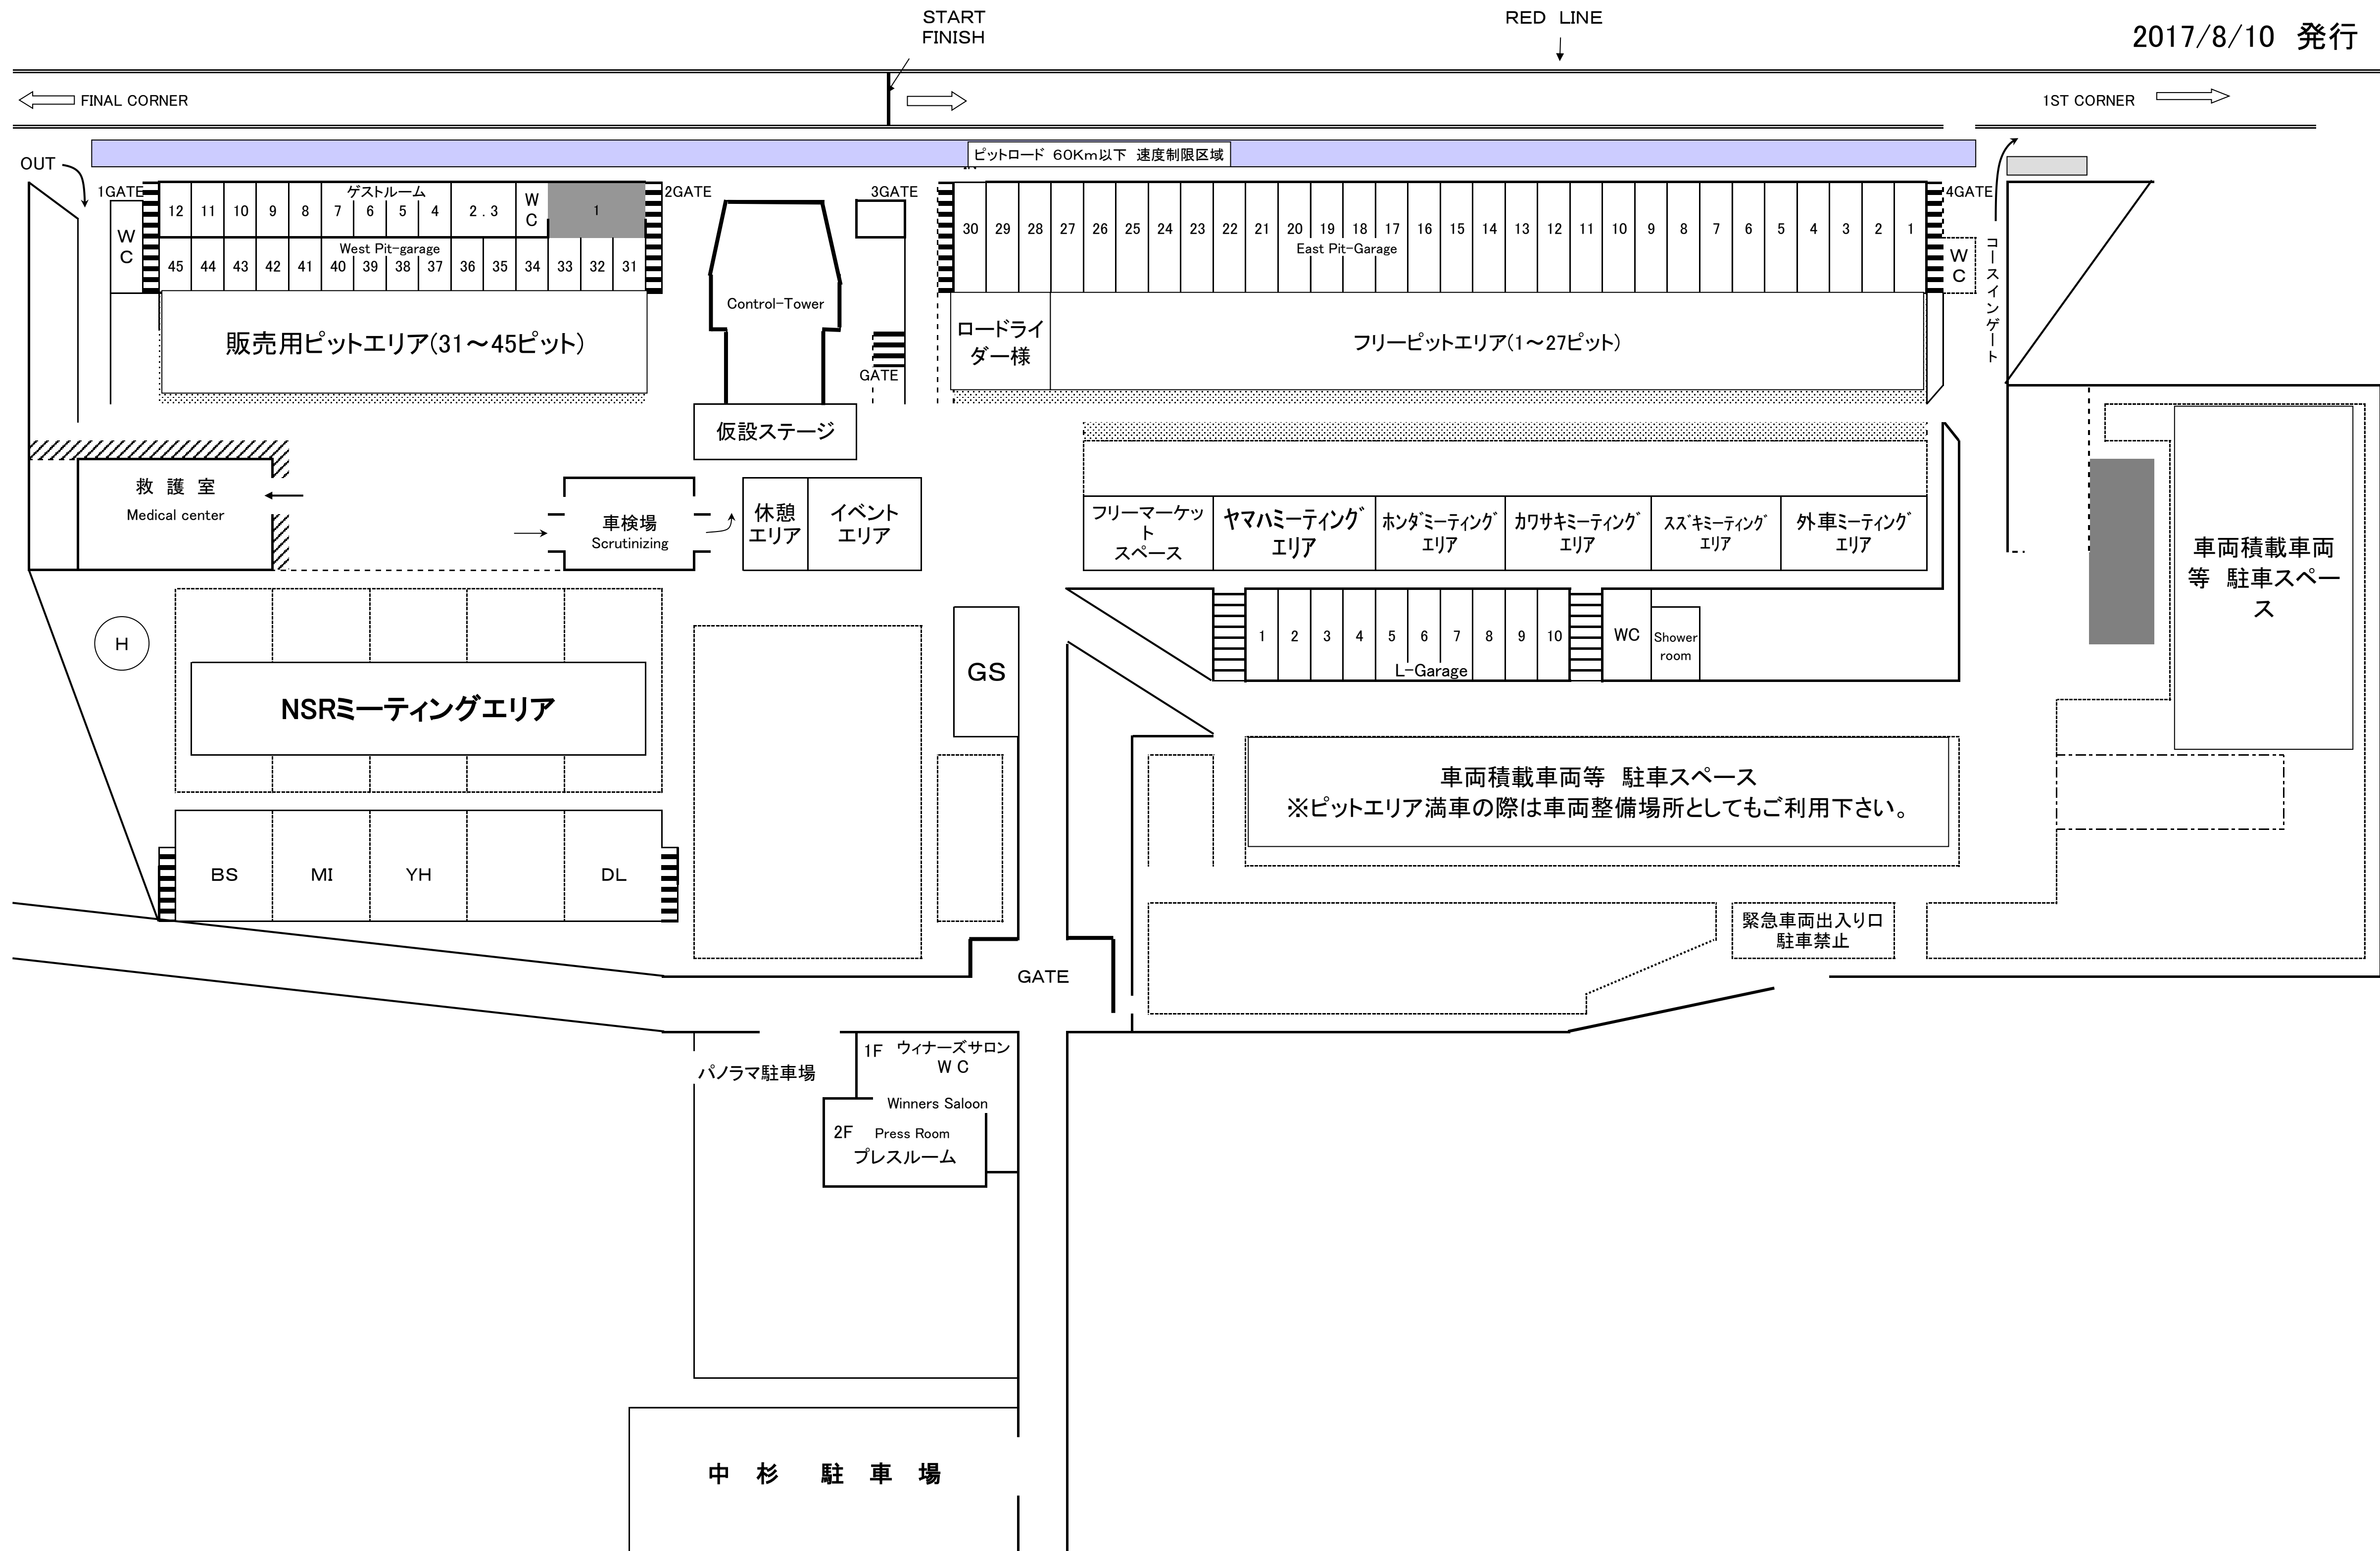 START
FINISH
RED LINE
2017/8/10 発行
FINAL CORNER
1ST CORNER
ピットロード 60Km以下 速度制限区域
OUT
1GATE
ゲストルーム
2GATE
3GATE
4GATE
12 11 10 9 8 7 6 5 4 2 . 3 W C 1
W C
West Pit-garage
45 44 43 42 41 40 39 38 37 36 35 34 33 32 31
30 29 28 27 26 25 24 23 22 21 20 19 18 17 16 15 14 13 12 11 10 9 8 7 6 5 4 3 2 1
East Pit-Garage
W C
コースインゲート
Control-Tower
販売用ピットエリア(31～45ピット)
GATE
ロードライ
ダー様
フリーピットエリア(1～27ピット)
仮設ステージ
救 護 室
Medical center
車検場
Scrutinizing
休憩
エリア
イベント
エリア
フリーマーケッ
ト
スペース
ヤマハミーティング
エリア
ホンダミーティング
エリア
カワサキミーティング
エリア
スズキミーティング
エリア
外車ミーティング
エリア
車両積載車両
等 駐車スペー
ス
H
NSRミーティングエリア
GS
1 2 3 4 5 6 7 8 9 10
L-Garage
WC
Shower
room
車両積載車両等 駐車スペース
※ピットエリア満車の際は車両整備場所としてもご利用下さい。
BS MI YH DL
緊急車両出入り口
駐車禁止
GATE
パノラマ駐車場
1F ウィナーズサロン
W C
Winners Saloon
2F Press Room
プレスルーム
中 杉 駐 車 場